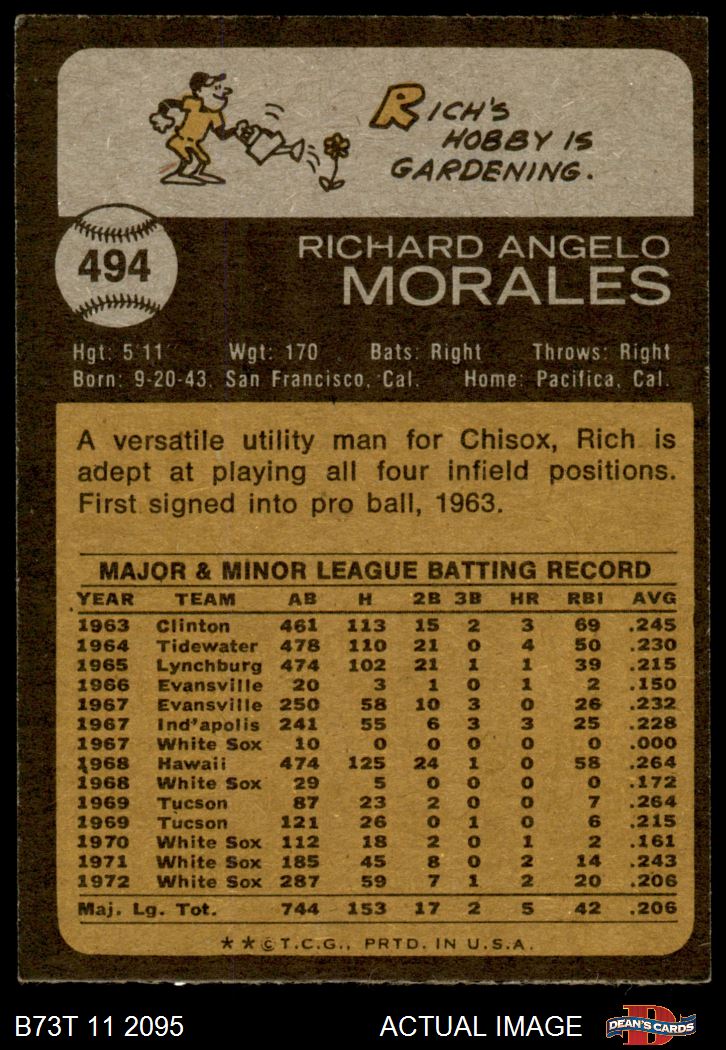 RICH'S
HOBBY IS
GARDENING.
494
RICHARD ANGELO
MORALES
Hgt: 5'11" Wgt: 170 Bats: Right Throws: Right
Born: 9-20-43, San Francisco, Cal. Home: Pacifica, Cal.
A versatile utility man for Chisox, Rich is
adept at playing all four infield positions.
First signed into pro ball, 1963.
MAJOR & MINOR LEAGUE BATTING RECORD
YEAR TEAM AB H 2B 3B HR RBI AVG
1963 Clinton 461 113 15 2 3 69 .245
1964 Tidewater 478 110 21 0 4 50 .230
1965 Lynchburg 474 102 21 1 1 39 .215
1966 Evansville 20 3 1 0 1 2 .150
1967 Evansville 250 58 10 3 0 26 .232
1967 Ind'apolis 241 55 6 3 3 25 .228
1967 White Sox 10 0 0 0 0 0 .000
1968 Hawaii 474 125 24 1 0 58 .264
1968 White Sox 29 5 0 0 0 0 .172
1969 Tucson 87 23 2 0 0 7 .264
1969 Tucson 121 26 0 1 0 6 .215
1970 White Sox 112 18 2 0 1 2 .161
1971 White Sox 185 45 8 0 2 14 .243
1972 White Sox 287 59 7 1 2 20 .206
Maj. Lg. Tot. 744 153 17 2 5 42 .206
★★©T.C.G., PRTD. IN U.S.A.
B73T 11 2095 ACTUAL IMAGE DEAN'S CARDS